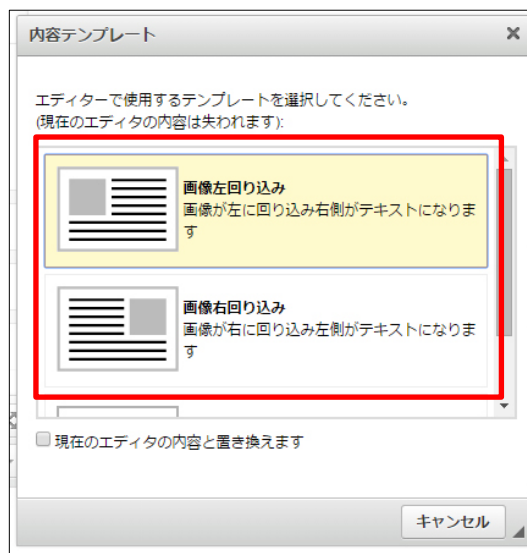 内容テンプレート
エディターで使用するテンプレートを選択してください。
(現在のエディタの内容は失われます):
画像左回り込み
画像が左に回り込み右側がテキストになりま
す
画像右回り込み
画像が右に回り込み左側がテキストになりま
す
現在のエディタの内容と置き換えます
キャンセル